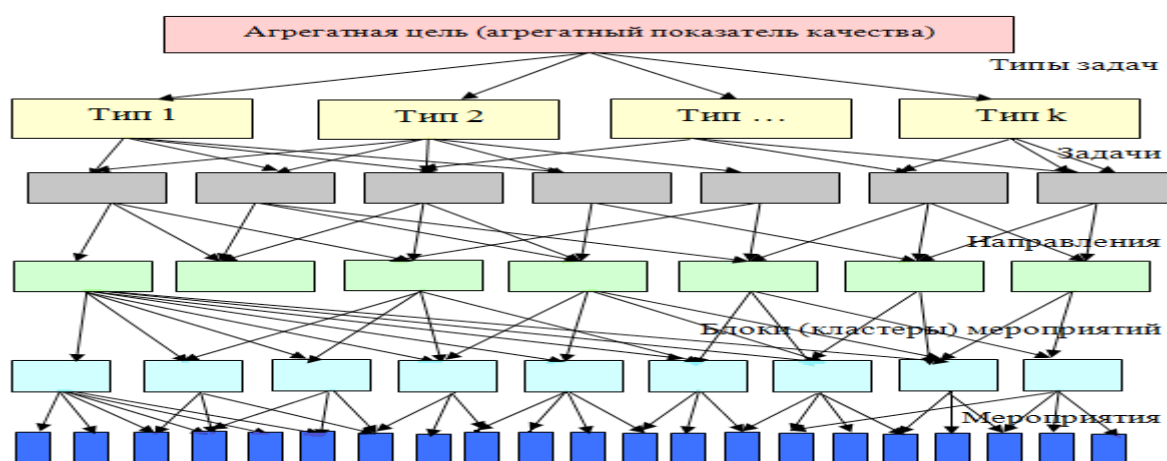 Агрегатная цель (агрегатный показатель качества)
Типы задач
Тип 1
Тип 2
Тип ...
Тип k
Задачи
Направления
Блоки (кластеры) мероприятий
Мероприятия